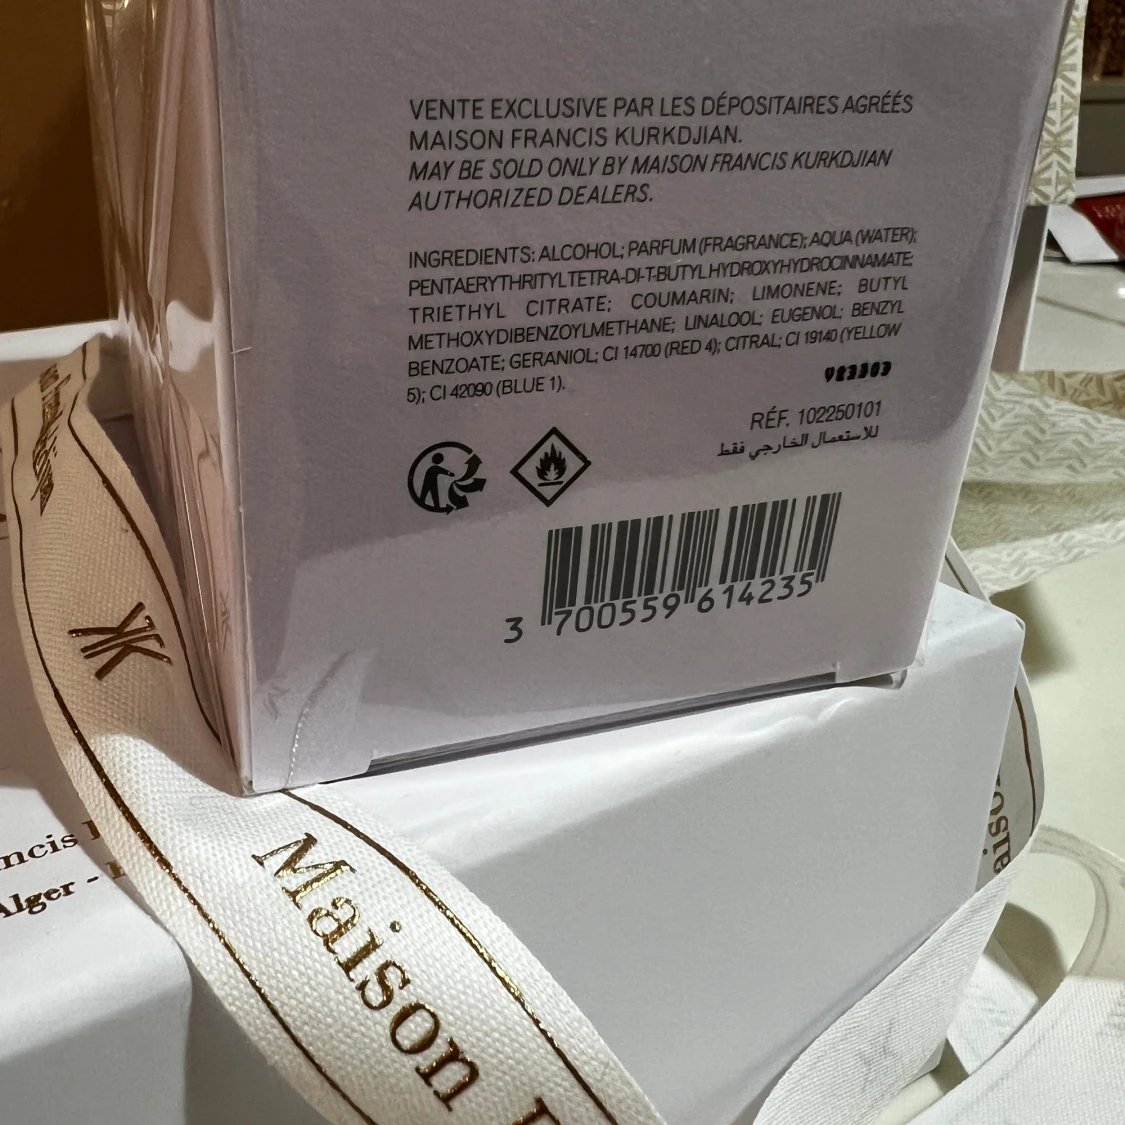 VENTE EXCLUSIVE PAR LES DÉPOSITAIRES AGRÉÉS
MAISON FRANCIS KURKDJIAN.
MAY BE SOLD ONLY BY MAISON FRANCIS KURKDJIAN
AUTHORIZED DEALERS.
INGREDIENTS: ALCOHOL; PARFUM (FRAGRANCE); AQUA (WATER);
PENTAERYTHRITYL TETRA-DI-T-BUTYL HYDROXYHYDROCINNAMATE;
TRIETHYL CITRATE; COUMARIN; LIMONENE; BUTYL
METHOXYDIBENZOYLMETHANE; LINALOOL; EUGENOL; BENZYL
BENZOATE; GERANIOL; CI 14700 (RED 4); CITRAL; CI 19140 (YELLOW
5); CI 42090 (BLUE 1).
RÉF. 102250101
للاستعمال الخارجي فقط
3 700559 614235
ncis
Alger -
Maison